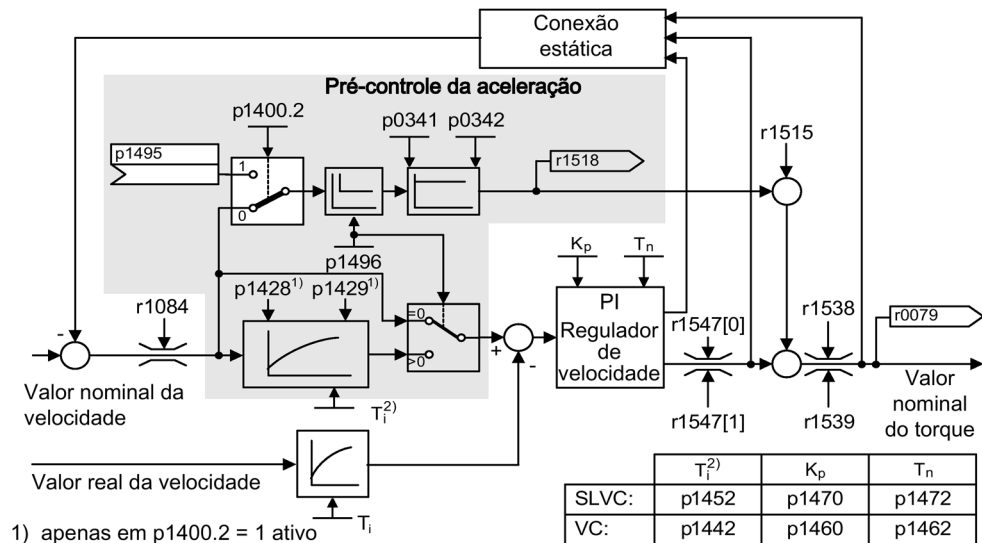 Conexão
estática
Pré-controle da aceleração
p1400.2
p0341
p0342
r1515
p1495
1
0
r1518
p1496
Kp
Tn
r1084
p1428¹⁾
p1429¹⁾
=0
>0
PI
Regulador
de
velocidade
r1547[0]
r1538
r0079
-
+
-
Valor nominal da
velocidade
Ti²⁾
r1547[1]
r1539
Valor
nominal
do torque
Valor real da velocidade
Ti
Ti²⁾ Kp Tn
SLVC: p1452 p1470 p1472
VC: p1442 p1460 p1462
1) apenas em p1400.2 = 1 ativo